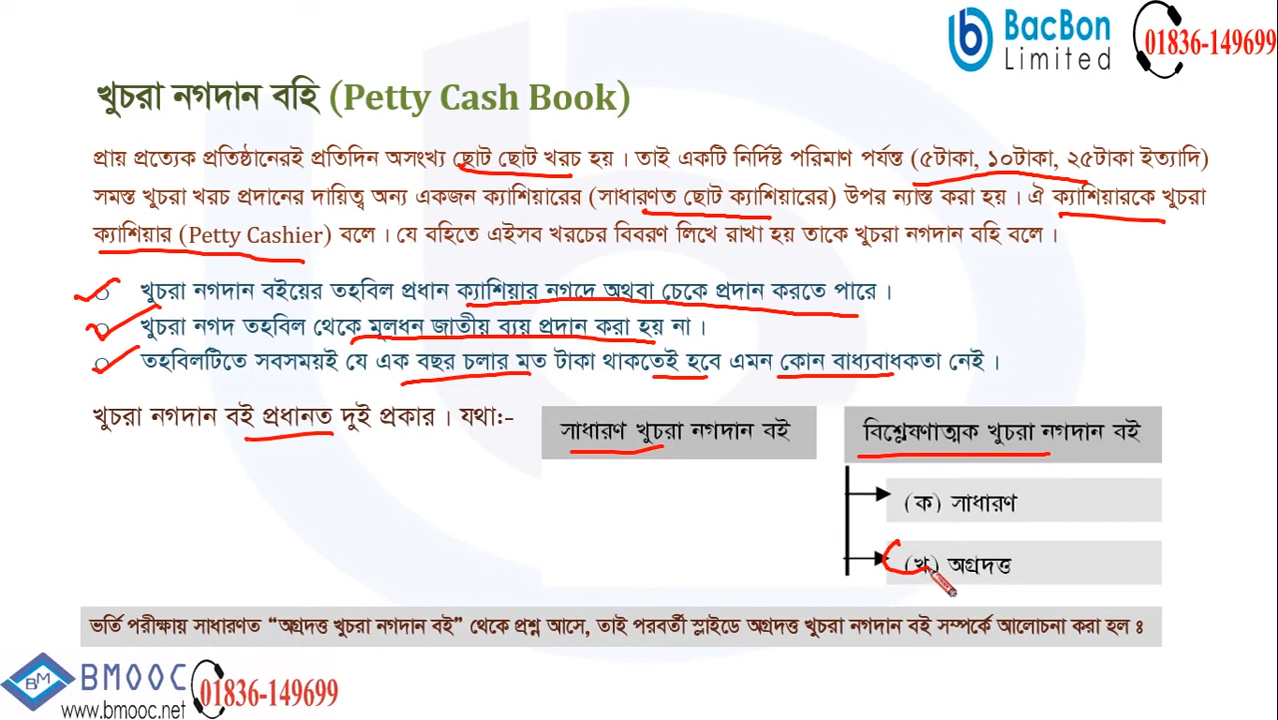 BacBon
Limited
01836-149699
খুচরা নগদান বহি (Petty Cash Book)
প্রায় প্রত্যেক প্রতিষ্ঠানেরই প্রতিদিন অসংখ্য ছোট ছোট খরচ হয় । তাই একটি নির্দিষ্ট পরিমাণ পর্যন্ত (৫টাকা, ১০টাকা, ২৫টাকা ইত্যাদি)
সমস্ত খুচরা খরচ প্রদানের দায়িত্ব অন্য একজন ক্যাশিয়ারের (সাধারণত ছোট ক্যাশিয়ারের) উপর ন্যাস্ত করা হয় । ঐ ক্যাশিয়ারকে খুচরা
ক্যাশিয়ার (Petty Cashier) বলে । যে বহিতে এইসব খরচের বিবরণ লিখে রাখা হয় তাকে খুচরা নগদান বহি বলে ।
খুচরা নগদান বইয়ের তহবিল প্রধান ক্যাশিয়ার নগদে অথবা চেকে প্রদান করতে পারে ।
খুচরা নগদ তহবিল থেকে মূলধন জাতীয় ব্যয় প্রদান করা হয় না ।
তহবিলটিতে সবসময়ই যে এক বছর চলার মত টাকা থাকতেই হবে এমন কোন বাধ্যবাধকতা নেই ।
খুচরা নগদান বই প্রধানত দুই প্রকার । যথা:-
সাধারণ খুচরা নগদান বই
বিশ্লেষণাত্মক খুচরা নগদান বই
(ক) সাধারণ
(খ) অগ্রদত্ত
ভর্তি পরীক্ষায় সাধারণত “অগ্রদত্ত খুচরা নগদান বই” থেকে প্রশ্ন আসে, তাই পরবর্তী স্লাইডে অগ্রদত্ত খুচরা নগদান বই সম্পর্কে আলোচনা করা হল ঃ
BM
BMOOC
www.bmooc.net
01836-149699